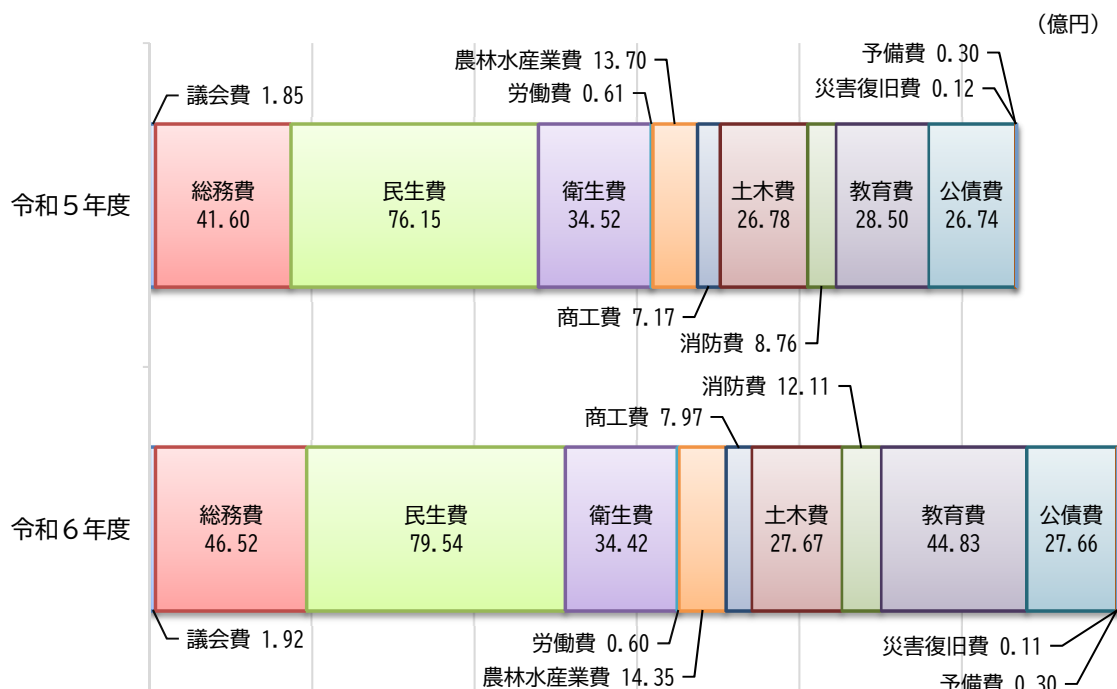 （億円）
農林水産業費 13.70
予備費 0.30
議会費 1.85
労働費 0.61
災害復旧費 0.12
令和５年度
総務費
41.60
民生費
76.15
衛生費
34.52
土木費
26.78
教育費
28.50
公債費
26.74
商工費 7.17
消防費 8.76
消防費 12.11
商工費 7.97
令和６年度
総務費
46.52
民生費
79.54
衛生費
34.42
土木費
27.67
教育費
44.83
公債費
27.66
議会費 1.92
労働費 0.60
災害復旧費 0.11
農林水産業費 14.35
予備費 0.30